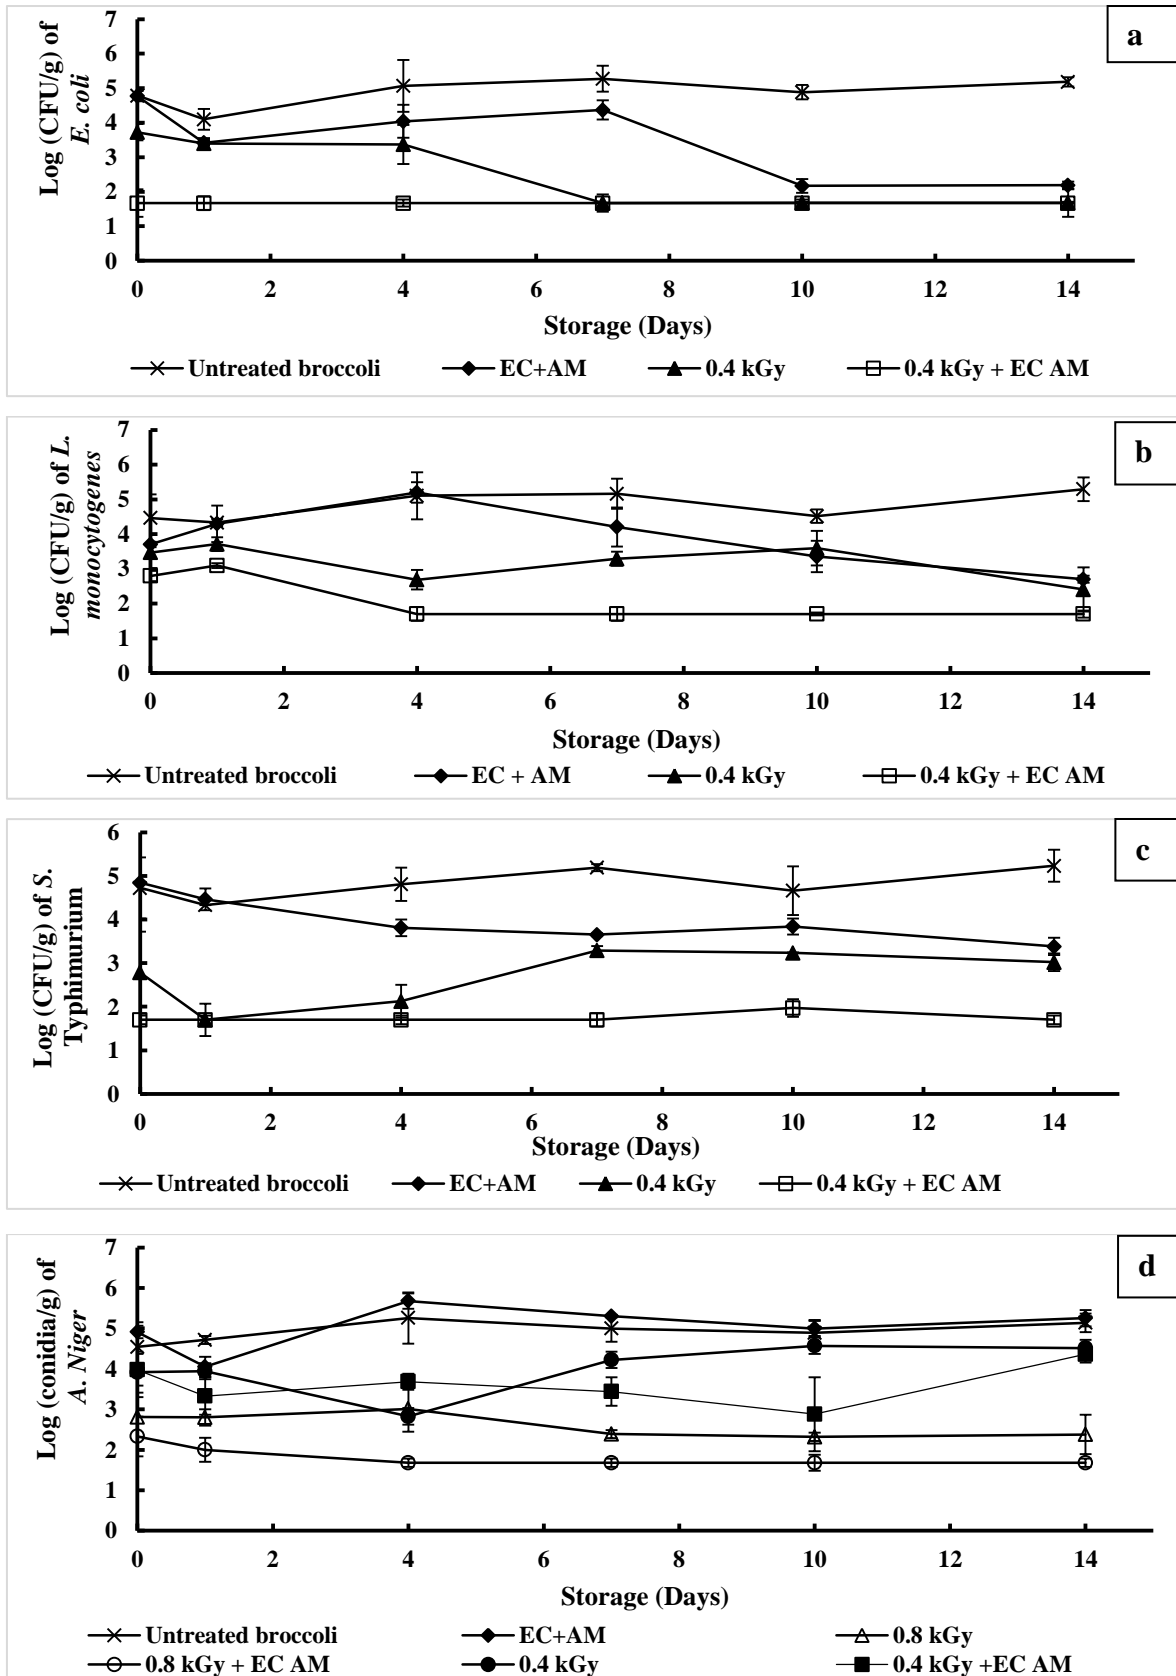 a
7
6
5
4
3
2
1
0
Log (CFU/g) of
E. coli
0 2 4 6 8 10 12 14
Storage (Days)
Untreated broccoli EC+AM 0.4 kGy 0.4 kGy + EC AM
b
7
6
5
4
3
2
1
0
Log (CFU/g) of L.
monocytogenes
0 2 4 6 8 10 12 14
Storage (Days)
Untreated broccoli EC + AM 0.4 kGy 0.4 kGy + EC AM
c
6
5
4
3
2
1
0
Log (CFU/g) of S.
Typhimurium
0 2 4 6 8 10 12 14
Storage (Days)
Untreated broccoli EC+AM 0.4 kGy 0.4 kGy + EC AM
d
7
6
5
4
3
2
1
0
Log (conidia/g) of
A. Niger
0 2 4 6 8 10 12 14
Storage (Days)
Untreated broccoli EC+AM 0.8 kGy
0.8 kGy + EC AM 0.4 kGy 0.4 kGy +EC AM